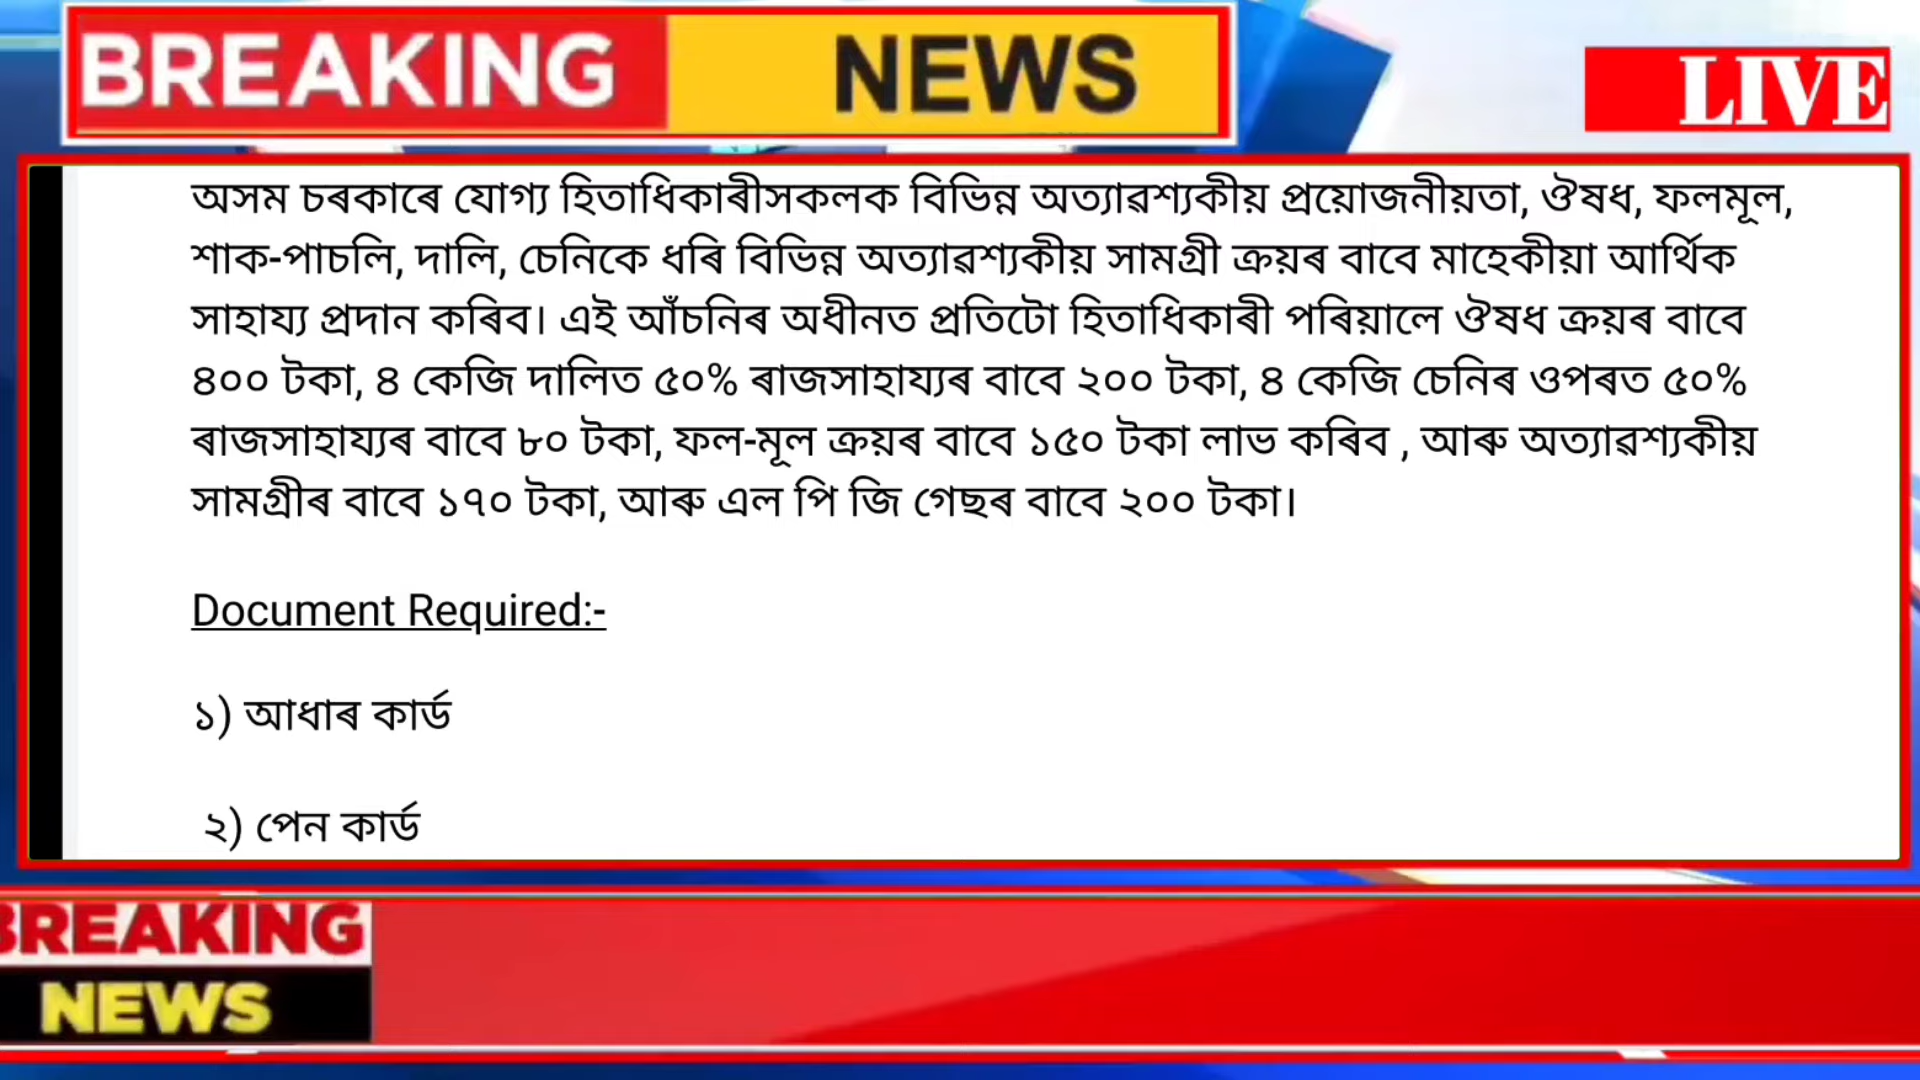 BREAKING NEWS
LIVE
অসম চৰকাৰে যোগ্য হিতাধিকাৰীসকলক বিভিন্ন অত্যাৱশ্যকীয় প্ৰয়োজনীয়তা, ঔষধ, ফলমূল,
শাক-পাচলি, দালি, চেনিকে ধৰি বিভিন্ন অত্যাৱশ্যকীয় সামগ্ৰী ক্ৰয়ৰ বাবে মাহেকীয়া আৰ্থিক
সাহায্য প্ৰদান কৰিব। এই আঁচনিৰ অধীনত প্ৰতিটো হিতাধিকাৰী পৰিয়ালে ঔষধ ক্ৰয়ৰ বাবে
৪০০ টকা, ৪ কেজি দালিত ৫০% ৰাজসাহায্যৰ বাবে ২০০ টকা, ৪ কেজি চেনিৰ ওপৰত ৫০%
ৰাজসাহায্যৰ বাবে ৮০ টকা, ফল-মূল ক্ৰয়ৰ বাবে ১৫০ টকা লাভ কৰিব , আৰু অত্যাৱশ্যকীয়
সামগ্ৰীৰ বাবে ১৭০ টকা, আৰু এল পি জি গেছৰ বাবে ২০০ টকা।
Document Required:-
১) আধাৰ কাৰ্ড
২) পেন কাৰ্ড
BREAKING
NEWS